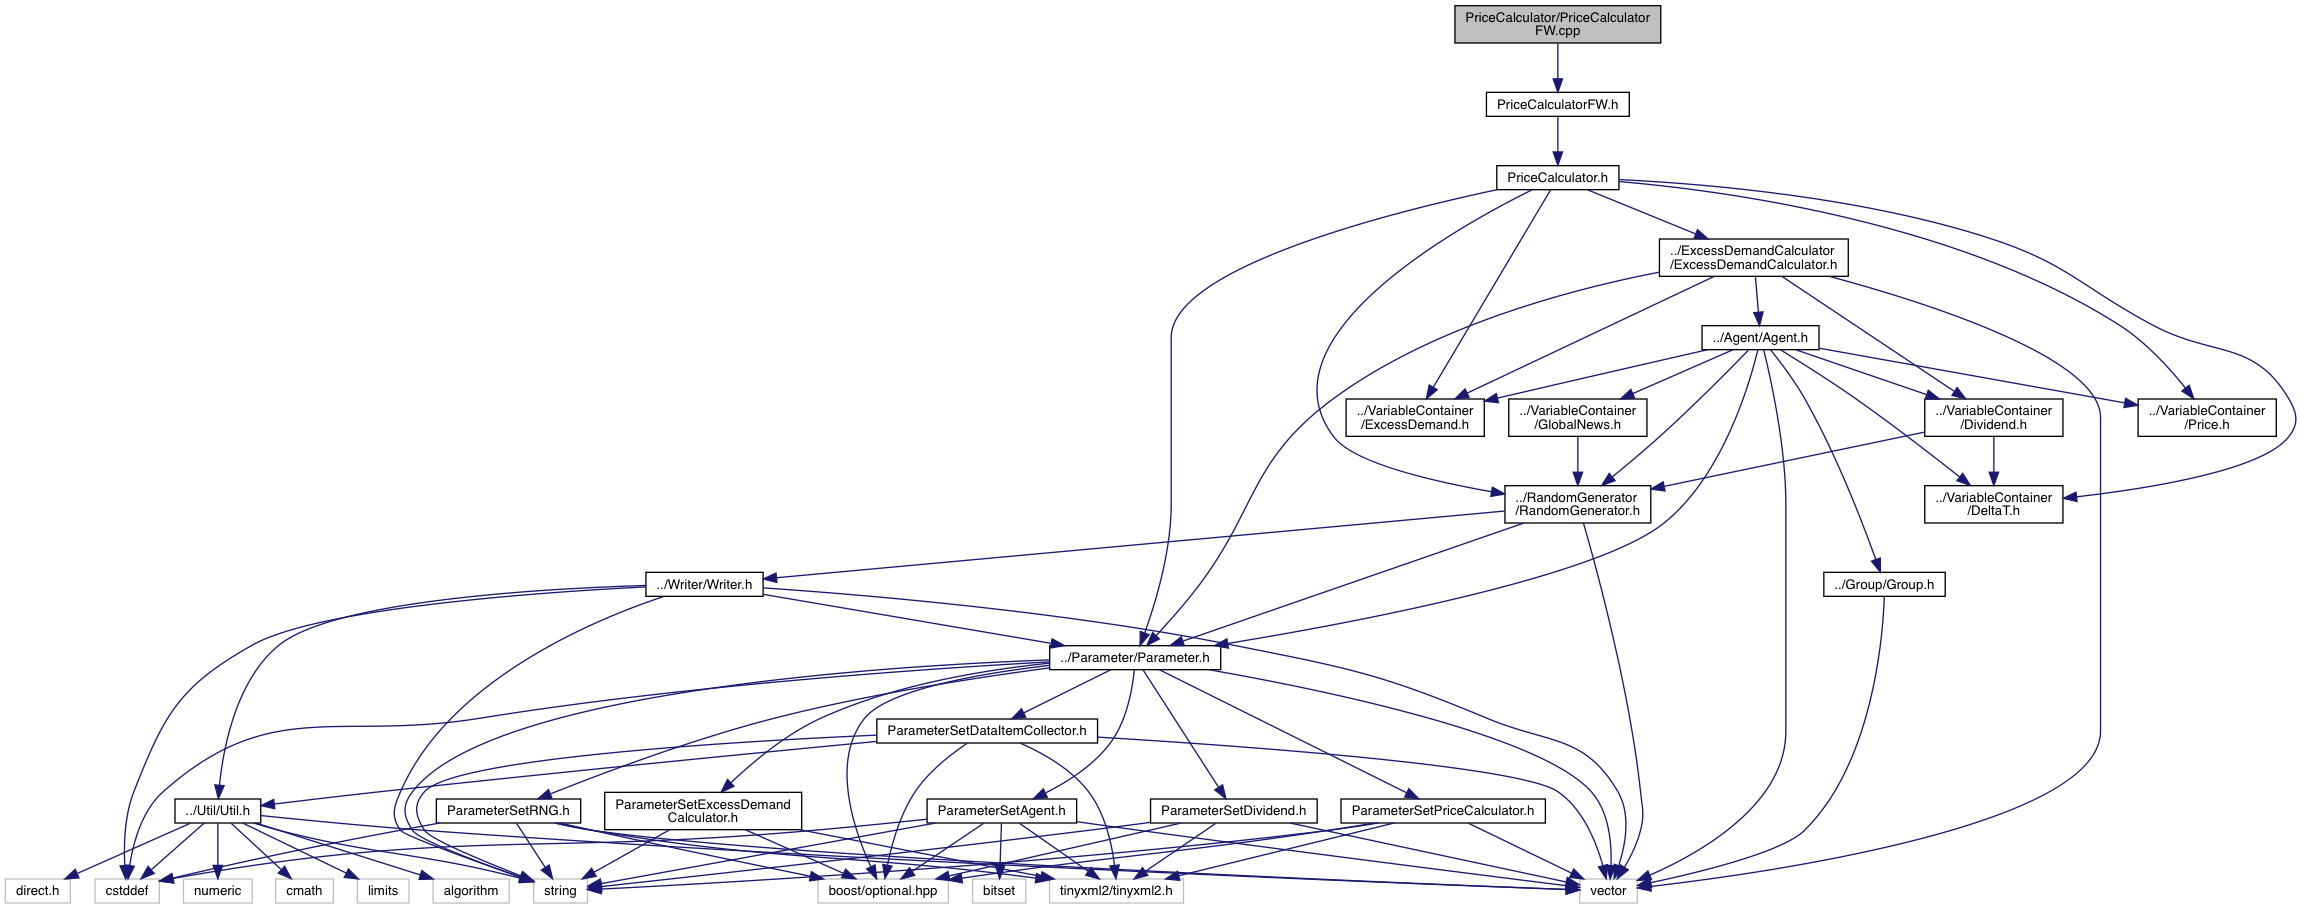 PriceCalculator/PriceCalculator
FW.cpp
PriceCalculatorFW.h
PriceCalculator.h
../ExcessDemandCalculator
/ExcessDemandCalculator.h
../Agent/Agent.h
../VariableContainer
/ExcessDemand.h
../VariableContainer
/GlobalNews.h
../VariableContainer
/Dividend.h
../VariableContainer
/Price.h
../RandomGenerator
/RandomGenerator.h
../VariableContainer
/DeltaT.h
../Writer/Writer.h
../Group/Group.h
../Parameter/Parameter.h
ParameterSetDataItemCollector.h
../Util/Util.h
ParameterSetRNG.h
ParameterSetExcessDemand
Calculator.h
ParameterSetAgent.h
ParameterSetDividend.h
ParameterSetPriceCalculator.h
direct.h
cstddef
numeric
cmath
limits
algorithm
string
boost/optional.hpp
bitset
tinyxml2/tinyxml2.h
vector